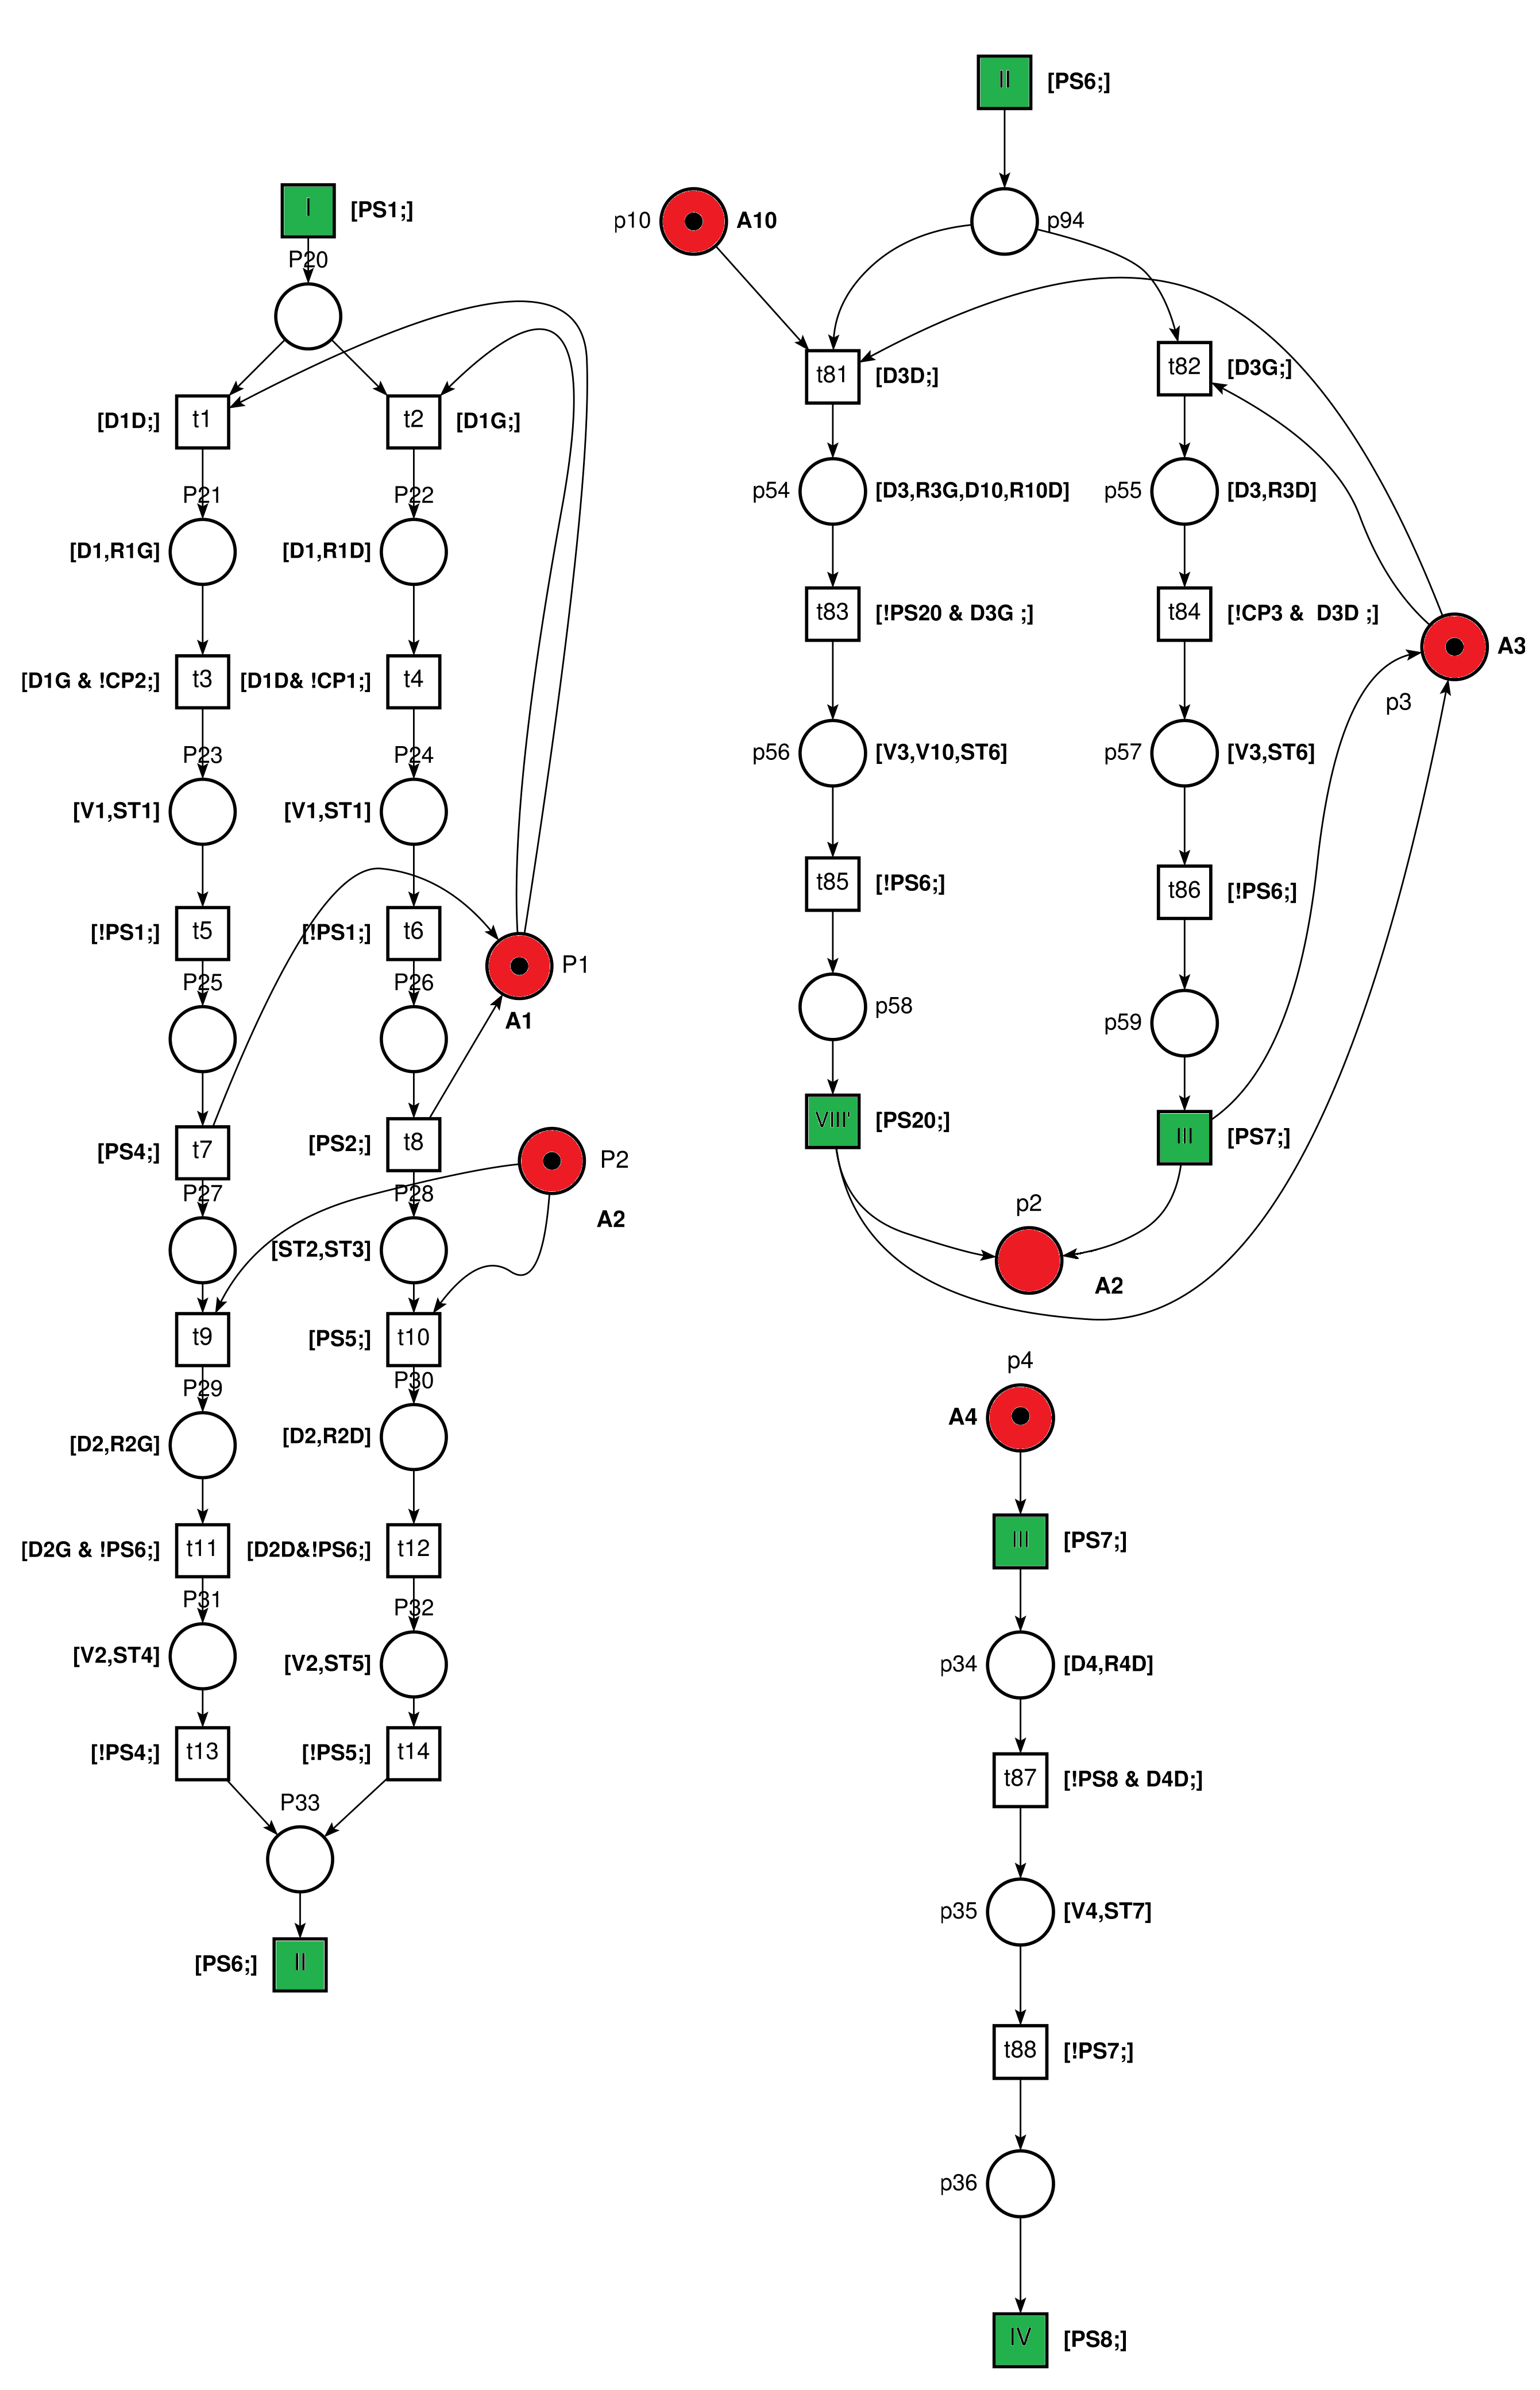 II [PS6;]
I [PS1;]
P20
p10 A10
p94
t1 [D1D;]
t2 [D1G;]
t81 [D3D;]
t82 [D3G;]
P21
[D1,R1G]
P22
[D1,R1D]
p54 [D3,R3G,D10,R10D]
p55 [D3,R3D]
[D1G & !CP2;] t3
[D1D& !CP1;] t4
t83 [!PS20 & D3G ;]
t84 [!CP3 & D3D ;]
A3
p3
P23
[V1,ST1]
P24
[V1,ST1]
p56 [V3,V10,ST6]
p57 [V3,ST6]
[!PS1;] t5
[!PS1;] t6
t85 [!PS6;]
t86 [!PS6;]
P1
A1
P25
P26
p58
p59
[PS4;] t7
[PS2;] t8
VIII' [PS20;]
III [PS7;]
P2
A2
P27
P28
[ST2,ST3]
p2
A2
t9
[PS5;] t10
P29
[D2,R2G]
P30
[D2,R2D]
p4
A4
[D2G & !PS6;] t11
[D2D&!PS6;] t12
III [PS7;]
P31
[V2,ST4]
P32
[V2,ST5]
p34 [D4,R4D]
[!PS4;] t13
[!PS5;] t14
t87 [!PS8 & D4D;]
P33
p35 [V4,ST7]
[PS6;] II
t88 [!PS7;]
p36
IV [PS8;]